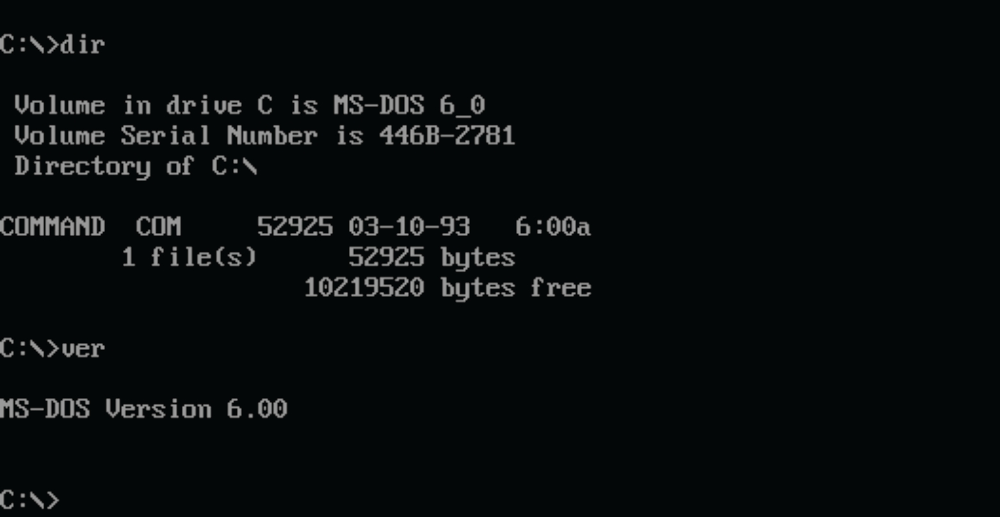 C:\>dir

 Volume in drive C is MS-DOS 6_0
 Volume Serial Number is 446B-2781
 Directory of C:\

COMMAND  COM     52925 03-10-93   6:00a
        1 file(s)      52925 bytes
                    10219520 bytes free

C:\>ver

MS-DOS Version 6.00


C:\>